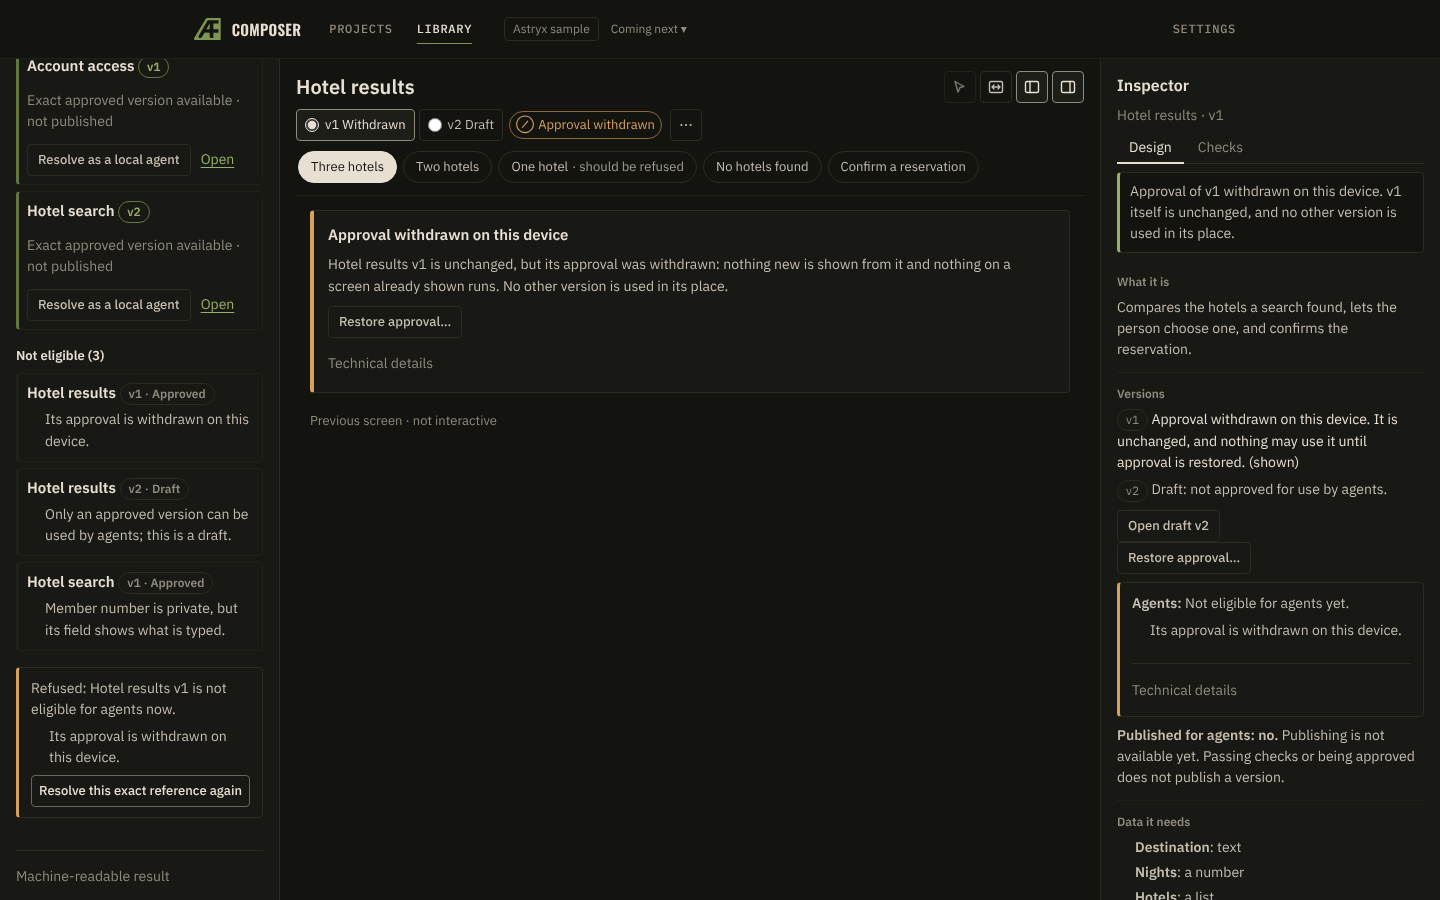 COMPOSER
PROJECTS
LIBRARY
Astryx sample
Coming next ▾
SETTINGS
Account access v1
Exact approved version available ·
not published
Resolve as a local agent
Open
Hotel search v2
Exact approved version available ·
not published
Resolve as a local agent
Open
Not eligible (3)
Hotel results v1 · Approved
Its approval is withdrawn on this
device.
Hotel results v2 · Draft
Only an approved version can be
used by agents; this is a draft.
Hotel search v1 · Approved
Member number is private, but
its field shows what is typed.
Refused: Hotel results v1 is not
eligible for agents now.
Its approval is withdrawn on
this device.
Resolve this exact reference again
Machine-readable result
Hotel results
v1 Withdrawn
v2 Draft
Approval withdrawn
...
Three hotels
Two hotels
One hotel · should be refused
No hotels found
Confirm a reservation
Approval withdrawn on this device
Hotel results v1 is unchanged, but its approval was withdrawn: nothing new is shown from it and nothing on a
screen already shown runs. No other version is used in its place.
Restore approval...
Technical details
Previous screen · not interactive
Inspector
Hotel results · v1
Design
Checks
Approval of v1 withdrawn on this device. v1
itself is unchanged, and no other version is
used in its place.
What it is
Compares the hotels a search found, lets the
person choose one, and confirms the
reservation.
Versions
v1 Approval withdrawn on this device. It is
unchanged, and nothing may use it until
approval is restored. (shown)
v2 Draft: not approved for use by agents.
Open draft v2
Restore approval...
Agents: Not eligible for agents yet.
Its approval is withdrawn on this device.
Technical details
Published for agents: no. Publishing is not
available yet. Passing checks or being approved
does not publish a version.
Data it needs
Destination: text
Nights: a number
Hotels: a list